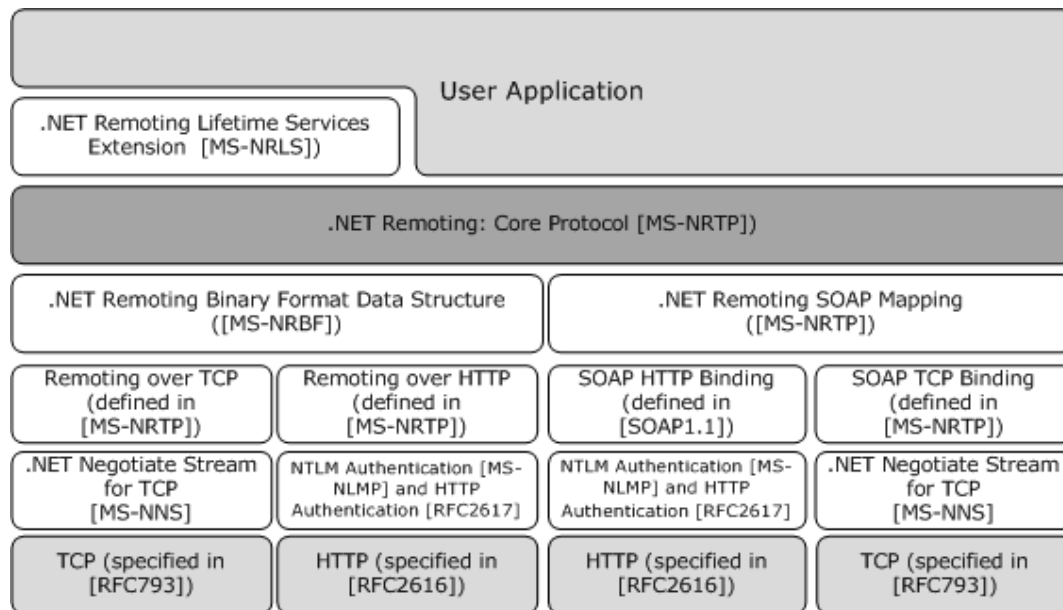 User Application
.NET Remoting Lifetime Services
Extension [MS-NRLS])
.NET Remoting: Core Protocol [MS-NRTP])
.NET Remoting Binary Format Data Structure
([MS-NRBF])
.NET Remoting SOAP Mapping
([MS-NRTP])
Remoting over TCP
(defined in
[MS-NRTP])
Remoting over HTTP
(defined in
[MS-NRTP])
SOAP HTTP Binding
(defined in
[SOAP1.1])
SOAP TCP Binding
(defined in
[MS-NRTP])
.NET Negotiate Stream
for TCP
[MS-NNS]
NTLM Authentication [MS-
NLMP] and HTTP
Authentication [RFC2617]
NTLM Authentication [MS-
NLMP] and HTTP
Authentication [RFC2617]
.NET Negotiate Stream
for TCP
[MS-NNS]
TCP (specified in
[RFC793])
HTTP (specified in
[RFC2616])
HTTP (specified in
[RFC2616])
TCP (specified in
[RFC793])